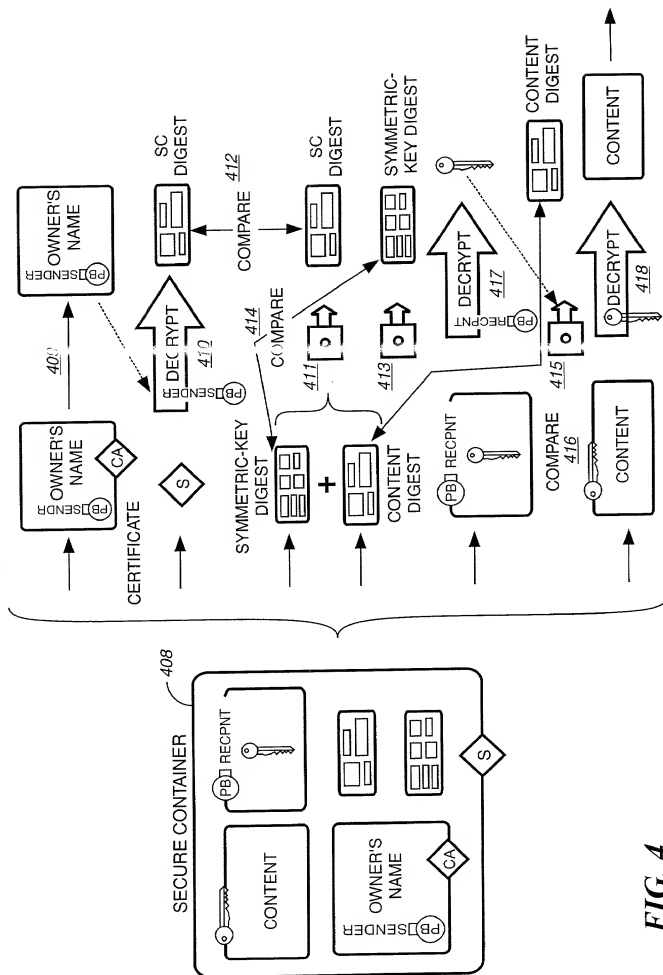 SECURE CONTAINER
408
CONTENT
PB RECPNT
OWNER'S
NAME
PB SENDER
CA
S
OWNER'S
NAME
PB SENDR
CA
CERTIFICATE
409
OWNER'S
NAME
PB SENDER
S
DECRYPT
410
PB SENDER
SC
DIGEST
COMPARE
412
SYMMETRIC-KEY
DIGEST
+
CONTENT
DIGEST
414
COMPARE
411
SC
DIGEST
413
SYMMETRIC-
KEY DIGEST
PB RECPNT
DECRYPT
417
PB RECPNT
COMPARE
416
415
CONTENT
DIGEST
CONTENT
DECRYPT
418
CONTENT
FIG. 4